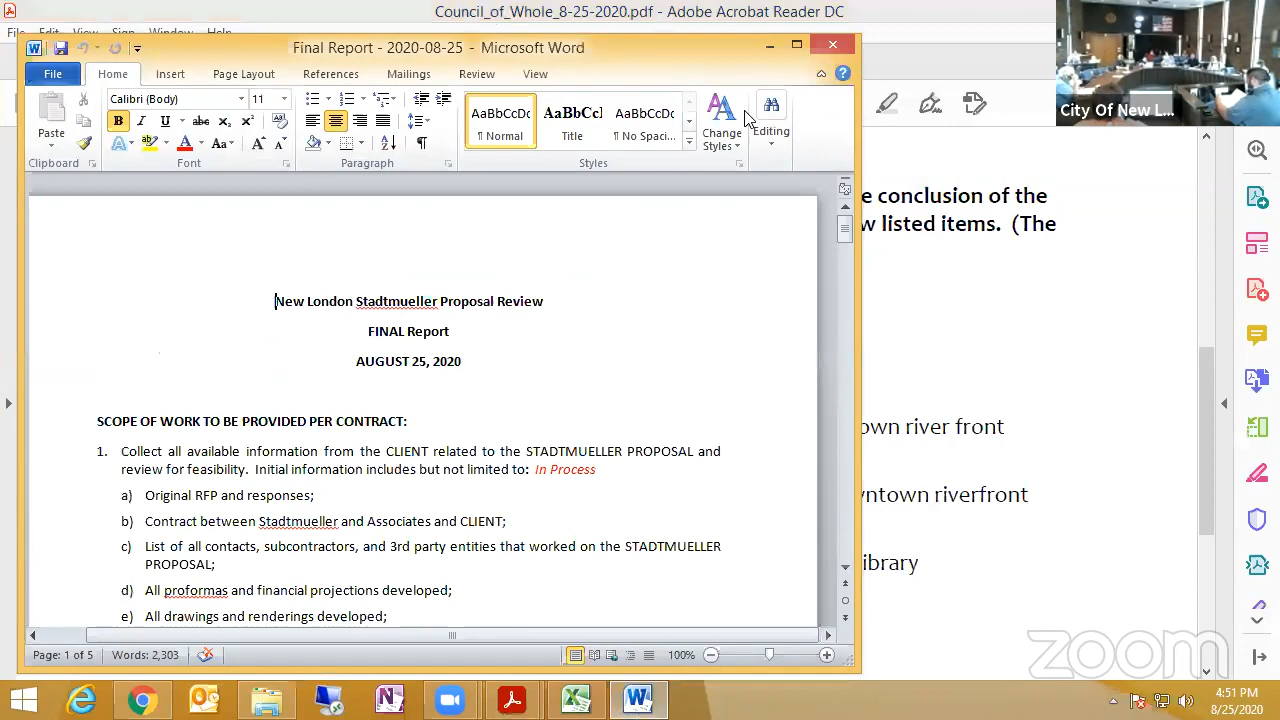 Council_of_Whole_8-25-2020.pdf - Adobe Acrobat Reader DC
Final Report - 2020-08-25 - Microsoft Word
File Home Insert Page Layout References Mailings Review View
Calibri (Body) 11
Paste
AaBbCcDc AaBbCcI AaBbCcDc
¶ Normal Title ¶ No Spaci...
Change Styles
Editing
Clipboard Font Paragraph Styles
City Of New L...
e conclusion of the
w listed items. (The
own river front
ntown riverfront
ibrary
New London Stadtmueller Proposal Review
FINAL Report
AUGUST 25, 2020
SCOPE OF WORK TO BE PROVIDED PER CONTRACT:
1. Collect all available information from the CLIENT related to the STADTMUELLER PROPOSAL and
review for feasibility. Initial information includes but not limited to: In Process
a) Original RFP and responses;
b) Contract between Stadtmueller and Associates and CLIENT;
c) List of all contacts, subcontractors, and 3rd party entities that worked on the STADTMUELLER
PROPOSAL;
d) All proformas and financial projections developed;
e) All drawings and renderings developed;
Page: 1 of 5 Words: 2,303 100%
zoom
4:51 PM
8/25/2020